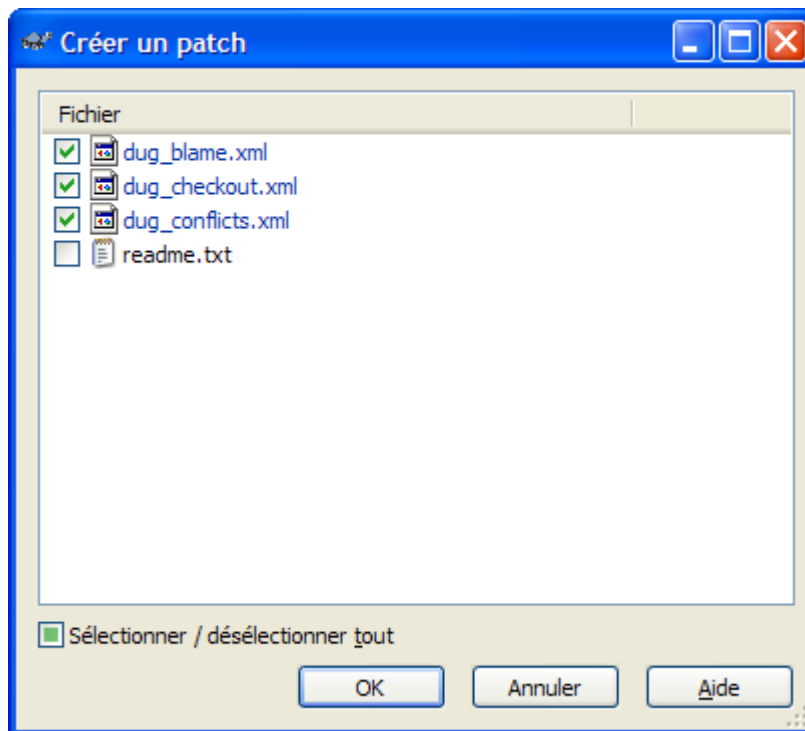 Créer un patch
Fichier
dug_blame.xml
dug_checkout.xml
dug_conflicts.xml
readme.txt
Sélectionner / désélectionner tout
OK
Annuler
Aide